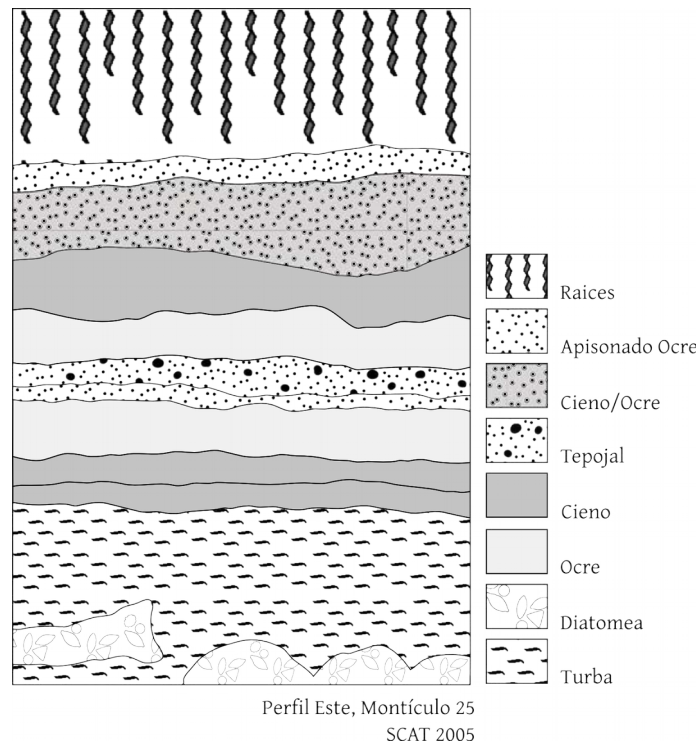 Raices
Apisonado Ocre
Cieno/Ocre
Tepojal
Cieno
Ocre
Diatomea
Turba
Perfil Este, Montículo 25
SCAT 2005